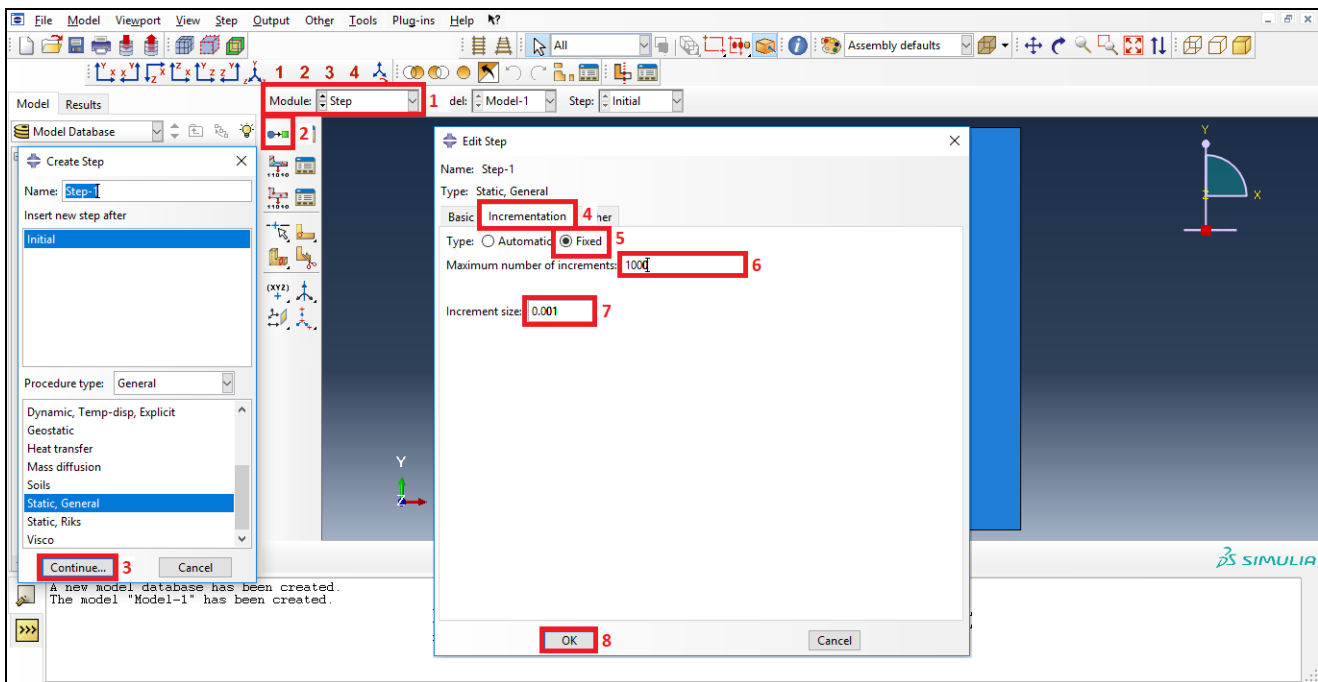 File Model Viewport View Step Output Other Tools Plug-ins Help
All
Assembly defaults
1 2 3 4
Model Results
Module: Step 1 del: Model-1 Step: Initial
Model Database
2
Create Step
Name: Step-1
Insert new step after
Initial
Procedure type: General
Dynamic, Temp-disp, Explicit
Geostatic
Heat transfer
Mass diffusion
Soils
Static, General
Static, Riks
Visco
Continue... 3 Cancel
(XYZ)
Edit Step
Name: Step-1
Type: Static, General
Basic Incrementation 4 her
Type: Automatic Fixed 5
Maximum number of increments: 1000 6
Increment size: 0.001 7
OK 8 Cancel
Y
X
Z
Y
Z
SIMULIA
A new model database has been created.
The model "Model-1" has been created.
>>>